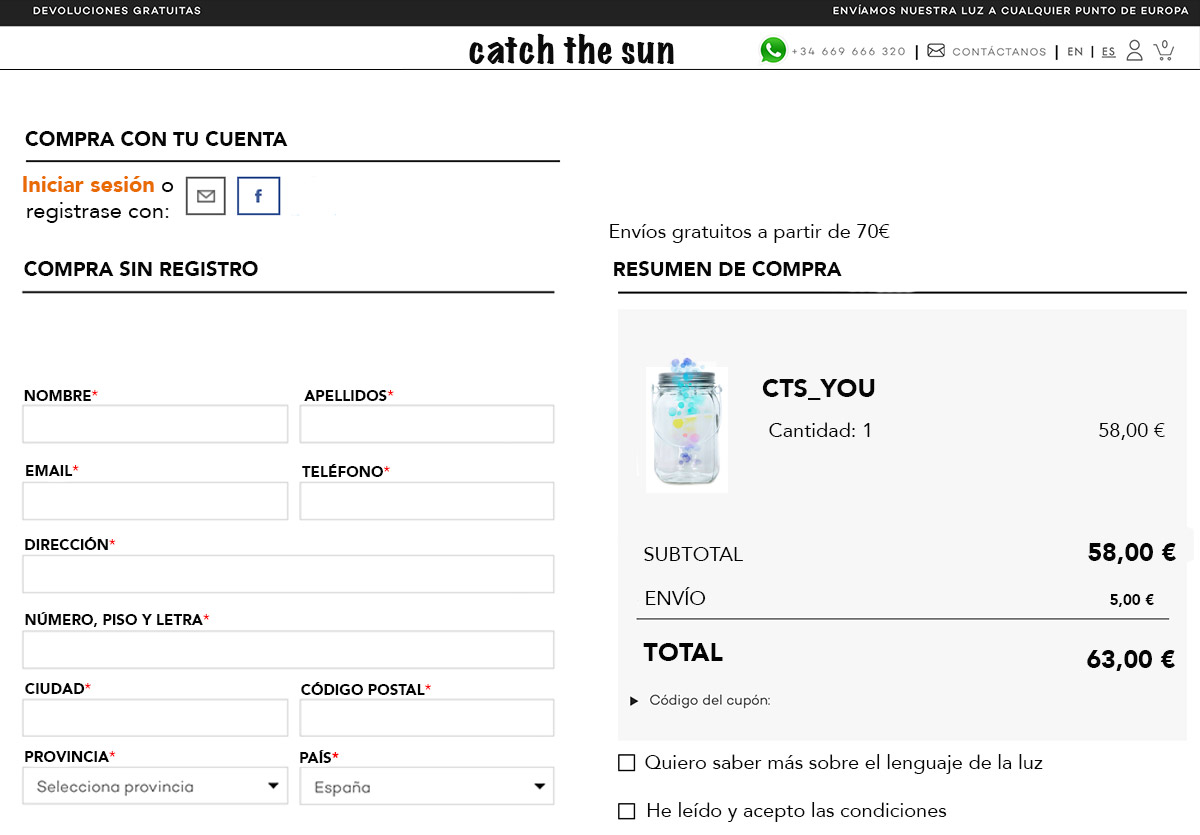 DEVOLUCIONES GRATUITAS
ENVÍAMOS NUESTRA LUZ A CUALQUIER PUNTO DE EUROPA
catch the sun
+34 669 666 320 | CONTÁCTANOS | EN | ES 0
COMPRA CON TU CUENTA
Iniciar sesión o
registrase con:
f
COMPRA SIN REGISTRO
NOMBRE*
APELLIDOS*
EMAIL*
TELÉFONO*
DIRECCIÓN*
NÚMERO, PISO Y LETRA*
CIUDAD*
CÓDIGO POSTAL*
PROVINCIA*
PAÍS*
Selecciona provincia
España
Envíos gratuitos a partir de 70€
RESUMEN DE COMPRA
CTS_YOU
Cantidad: 1
58,00 €
SUBTOTAL
58,00 €
ENVÍO
5,00 €
TOTAL
63,00 €
Código del cupón:
Quiero saber más sobre el lenguaje de la luz
He leído y acepto las condiciones